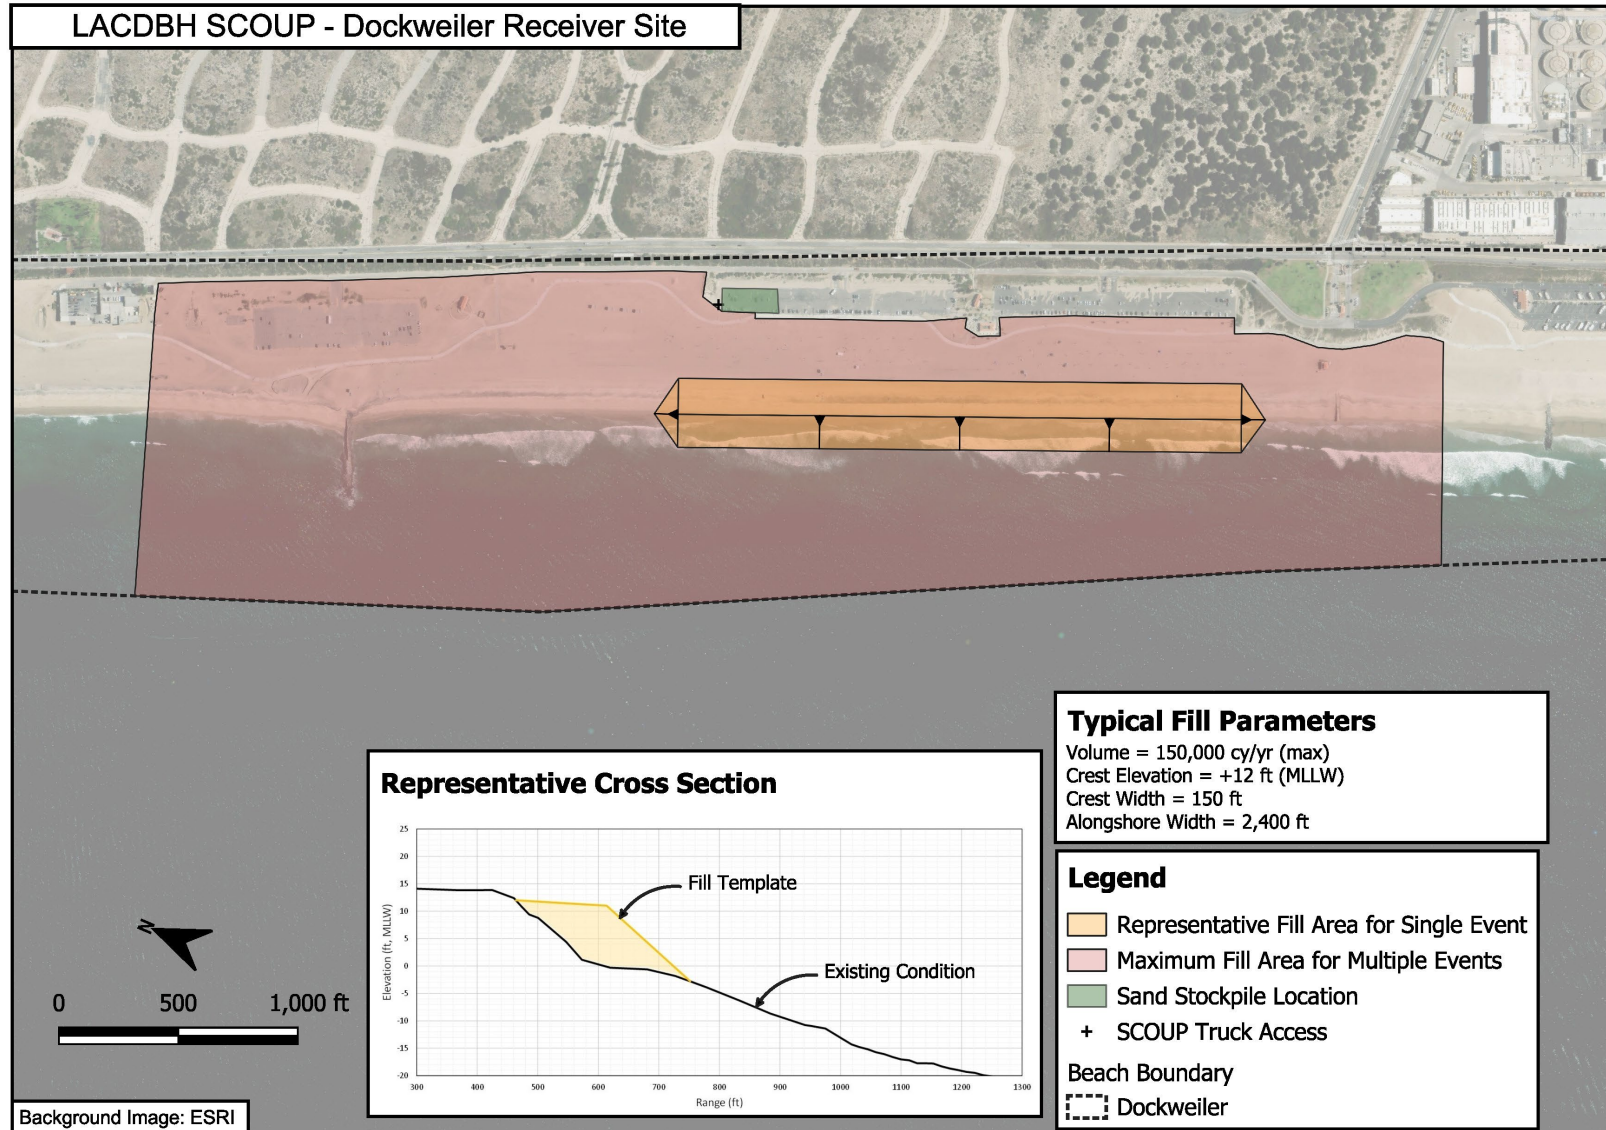 LACDBH SCOUP - Dockweiler Receiver Site
Typical Fill Parameters
Volume = 150,000 cy/yr (max)
Crest Elevation = +12 ft (MLLW)
Crest Width = 150 ft
Alongshore Width = 2,400 ft
Representative Cross Section
25
20
15
10
5
0
-5
-10
-15
-20
Elevation (ft, MLLW)
Fill Template
Existing Condition
300 400 500 600 700 800 900 1000 1100 1200 1300
Range (ft)
Legend
Representative Fill Area for Single Event
Maximum Fill Area for Multiple Events
Sand Stockpile Location
+ SCOUP Truck Access
Beach Boundary
Dockweiler
N
0 500 1,000 ft
Background Image: ESRI